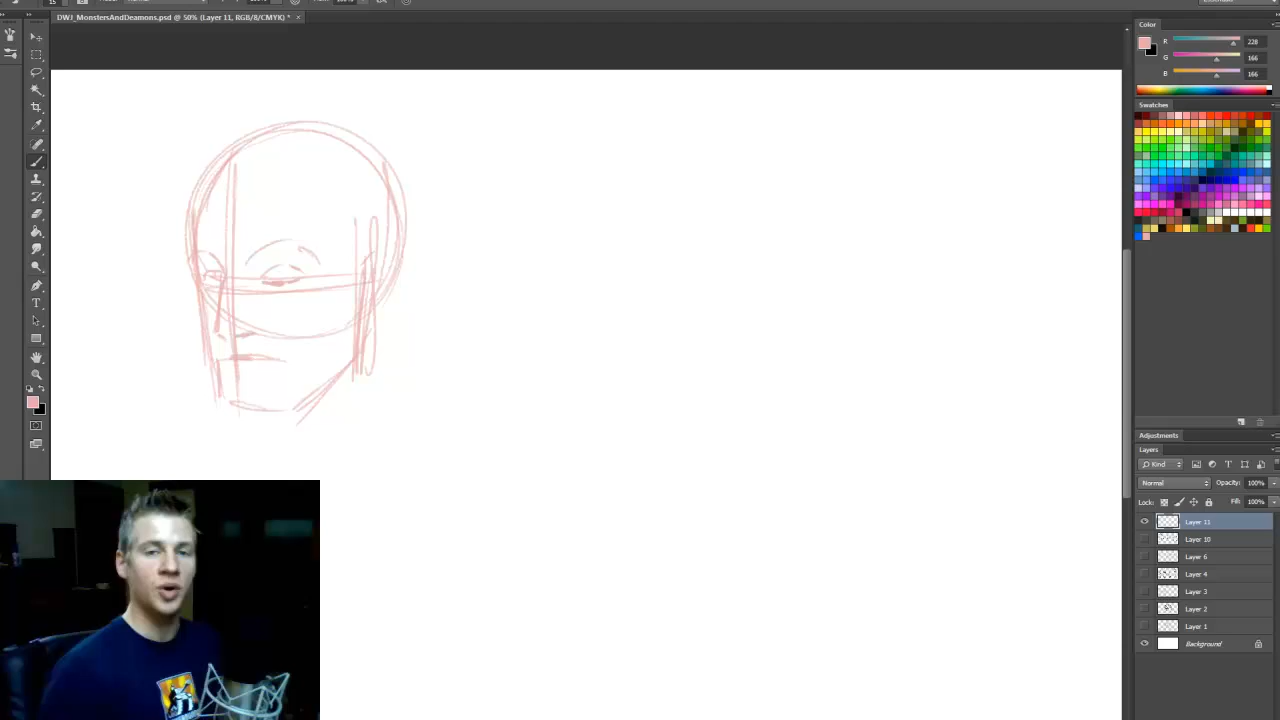 Essentials
DWJ_MonstersAndDeamons.psd @ 50% (Layer 11, RGB/8/CMYK) *
Color
R 228
G 166
B 166
Swatches
Adjustments
Layers
Kind
Normal Opacity: 100%
Lock: Fill: 100%
Layer 11
Layer 10
Layer 6
Layer 4
Layer 3
Layer 2
Layer 1
Background